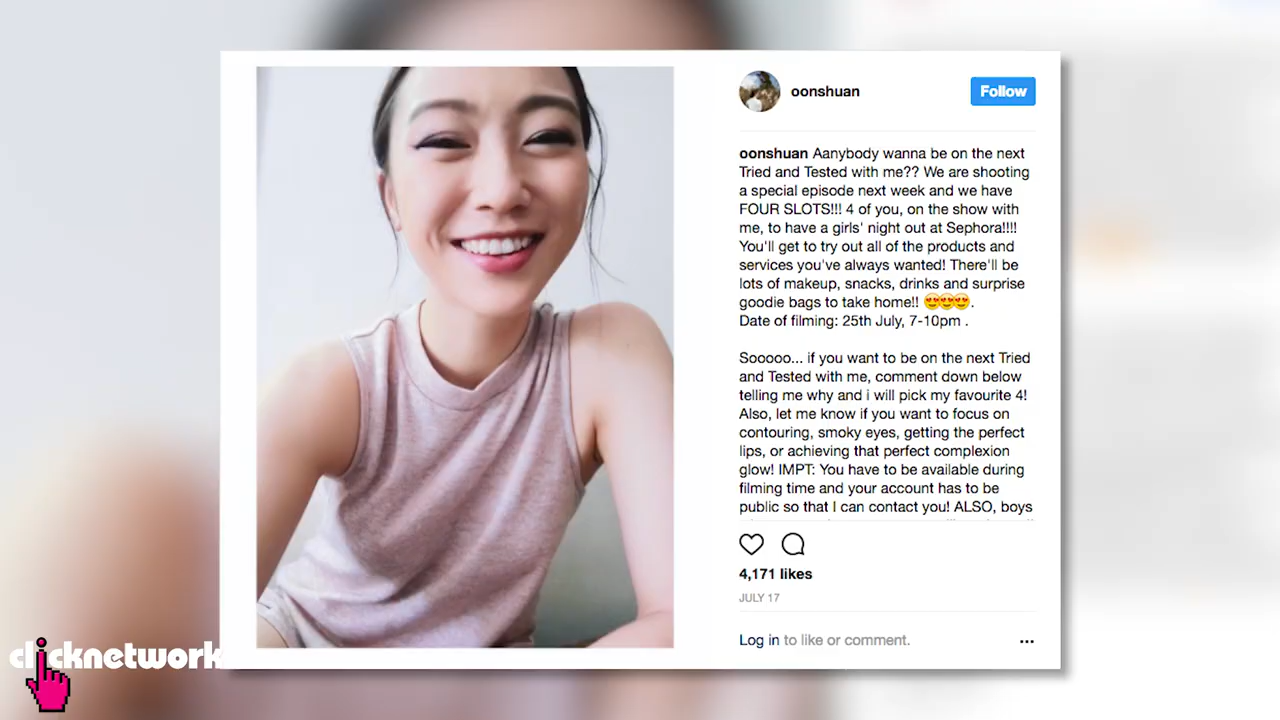 oonshuan
Follow
oonshuan Aanybody wanna be on the next
Tried and Tested with me?? We are shooting
a special episode next week and we have
FOUR SLOTS!!! 4 of you, on the show with
me, to have a girls' night out at Sephora!!!!
You'll get to try out all of the products and
services you've always wanted! There'll be
lots of makeup, snacks, drinks and surprise
goodie bags to take home!! 😍😍😍.
Date of filming: 25th July, 7-10pm .
Sooooo... if you want to be on the next Tried
and Tested with me, comment down below
telling me why and i will pick my favourite 4!
Also, let me know if you want to focus on
contouring, smoky eyes, getting the perfect
lips, or achieving that perfect complexion
glow! IMPT: You have to be available during
filming time and your account has to be
public so that I can contact you! ALSO, boys
4,171 likes
JULY 17
Log in to like or comment.
clicknetwork